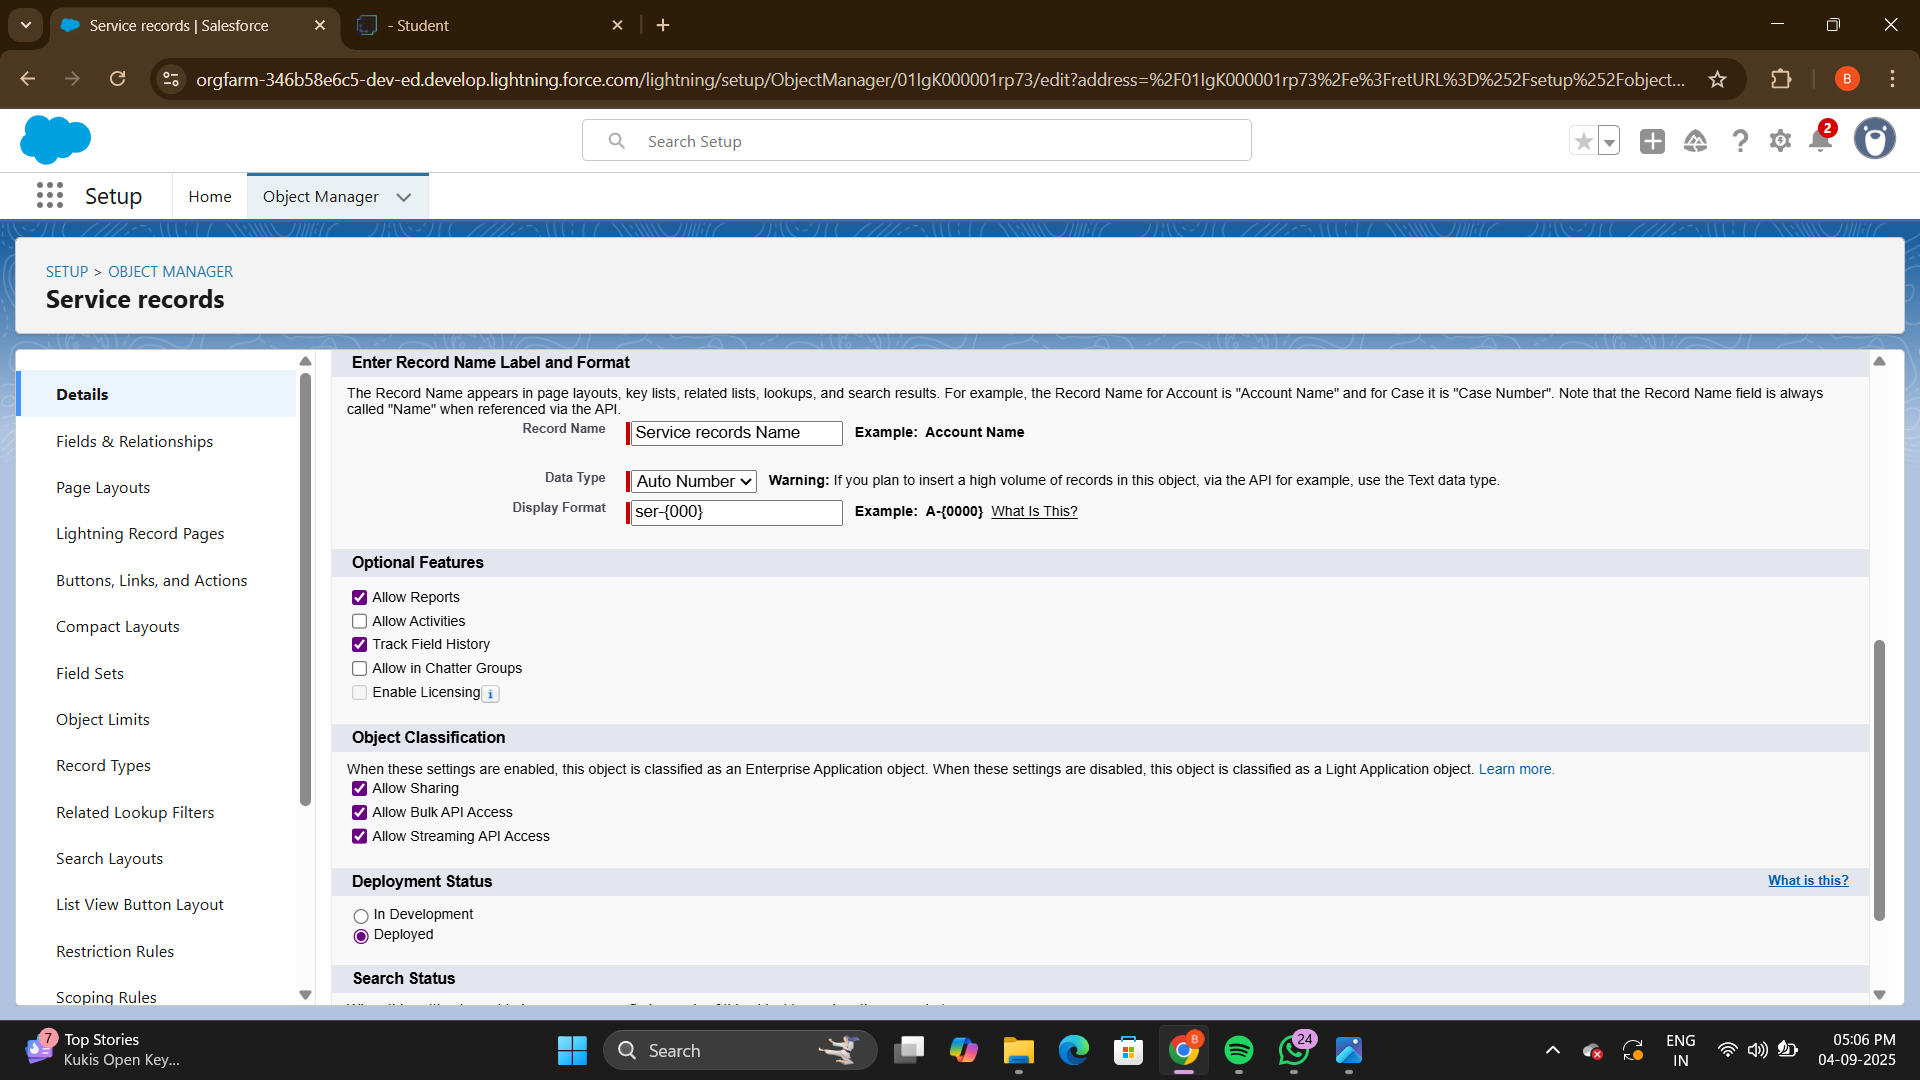 Service records | Salesforce
- Student
orgfarm-346b58e6c5-dev-ed.develop.lightning.force.com/lightning/setup/ObjectManager/01IgK000001rp73/edit?address=%2F01IgK000001rp73%2Fe%3FretURL%3D%252Fsetup%252Fobject...
B
Search Setup
2
Setup
Home
Object Manager
SETUP > OBJECT MANAGER
Service records
Details
Fields & Relationships
Page Layouts
Lightning Record Pages
Buttons, Links, and Actions
Compact Layouts
Field Sets
Object Limits
Record Types
Related Lookup Filters
Search Layouts
List View Button Layout
Restriction Rules
Scoping Rules
Enter Record Name Label and Format
The Record Name appears in page layouts, key lists, related lists, lookups, and search results. For example, the Record Name for Account is "Account Name" and for Case it is "Case Number". Note that the Record Name field is always
called "Name" when referenced via the API.
Record Name Service records Name Example: Account Name
Data Type Auto Number Warning: If you plan to insert a high volume of records in this object, via the API for example, use the Text data type.
Display Format ser-{000} Example: A-{0000} What Is This?
Optional Features
Allow Reports
Allow Activities
Track Field History
Allow in Chatter Groups
Enable Licensing i
Object Classification
When these settings are enabled, this object is classified as an Enterprise Application object. When these settings are disabled, this object is classified as a Light Application object. Learn more.
Allow Sharing
Allow Bulk API Access
Allow Streaming API Access
Deployment Status What is this?
In Development
Deployed
Search Status
7
Top Stories
Kukis Open Key...
Search
B
24
ENG
IN
05:06 PM
04-09-2025